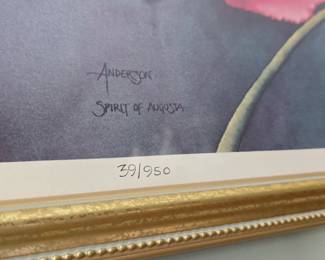 ANDERSON
SPIRIT OF AUGUSTA
39/950